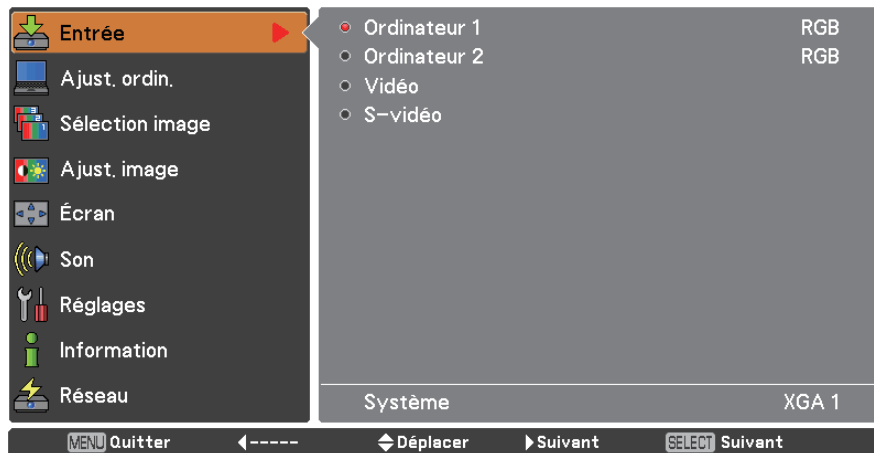 Entrée
Ajust. ordin.
Sélection image
Ajust. image
Écran
Son
Réglages
Information
Réseau
Ordinateur 1 RGB
Ordinateur 2 RGB
Vidéo
S-vidéo
Système XGA 1
MENU Quitter ----- Déplacer Suivant SELECT Suivant